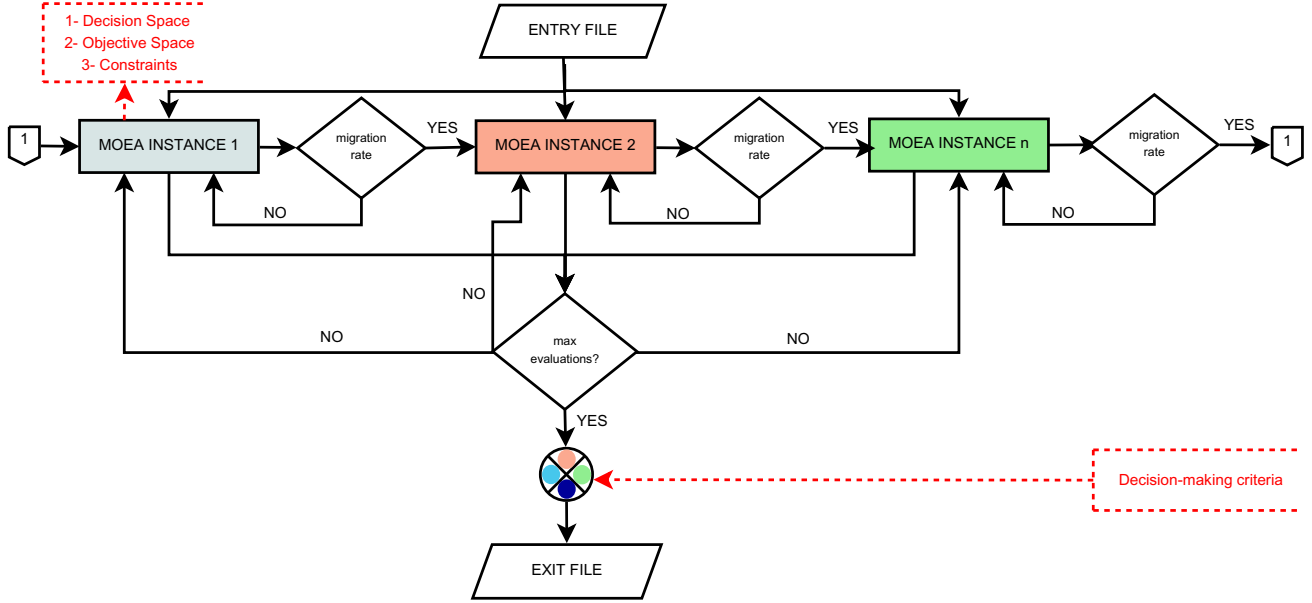 1- Decision Space
2- Objective Space
3- Constraints
ENTRY FILE
1
MOEA INSTANCE 1
migration
rate
YES
NO
MOEA INSTANCE 2
migration
rate
YES
NO
MOEA INSTANCE n
migration
rate
YES
NO
1
NO
NO
NO
max
evaluations?
YES
Decision-making criteria
EXIT FILE